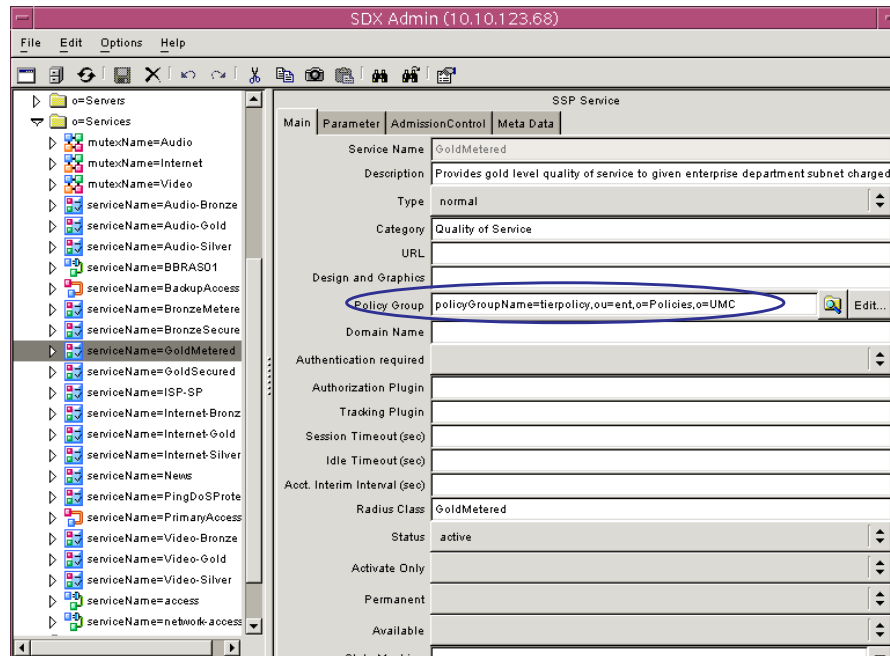 SDX Admin (10.10.123.68)
File Edit Options Help
o=Servers
o=Services
mutexName=Audio
mutexName=Internet
mutexName=Video
serviceName=Audio-Bronze
serviceName=Audio-Gold
serviceName=Audio-Silver
serviceName=BBRAS01
serviceName=BackupAccess
serviceName=BronzeMetere
serviceName=BronzeSecure
serviceName=GoldMetered
serviceName=GoldSecured
serviceName=ISP-SP
serviceName=Internet-Bronz
serviceName=Internet-Gold
serviceName=Internet-Silver
serviceName=News
serviceName=PingDoSProte
serviceName=PrimaryAccess
serviceName=Video-Bronze
serviceName=Video-Gold
serviceName=Video-Silver
serviceName=access
serviceName=network-access
SSP Service
Main Parameter AdmissionControl Meta Data
Service Name GoldMetered
Description Provides gold level quality of service to given enterprise department subnet charged
Type normal
Category Quality of Service
URL
Design and Graphics
Policy Group policyGroupName=tierpolicy,ou=ent,o=Policies,o=UMC Edit...
Domain Name
Authentication required
Authorization Plugin
Tracking Plugin
Session Timeout (sec)
Idle Timeout (sec)
Acct. Interim Interval (sec)
Radius Class GoldMetered
Status active
Activate Only
Permanent
Available